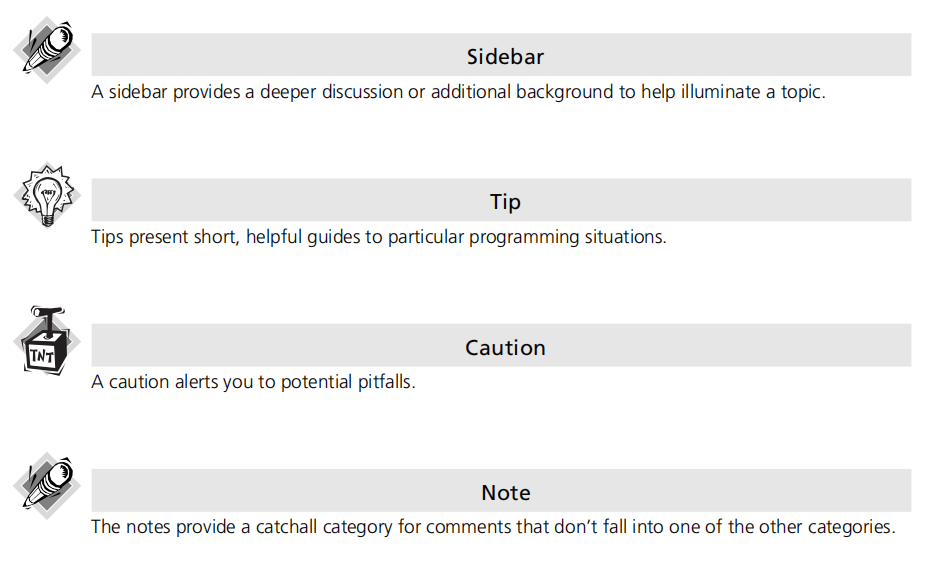 Sidebar
A sidebar provides a deeper discussion or additional background to help illuminate a topic.
Tip
Tips present short, helpful guides to particular programming situations.
TNT
Caution
A caution alerts you to potential pitfalls.
Note
The notes provide a catchall category for comments that don’t fall into one of the other categories.